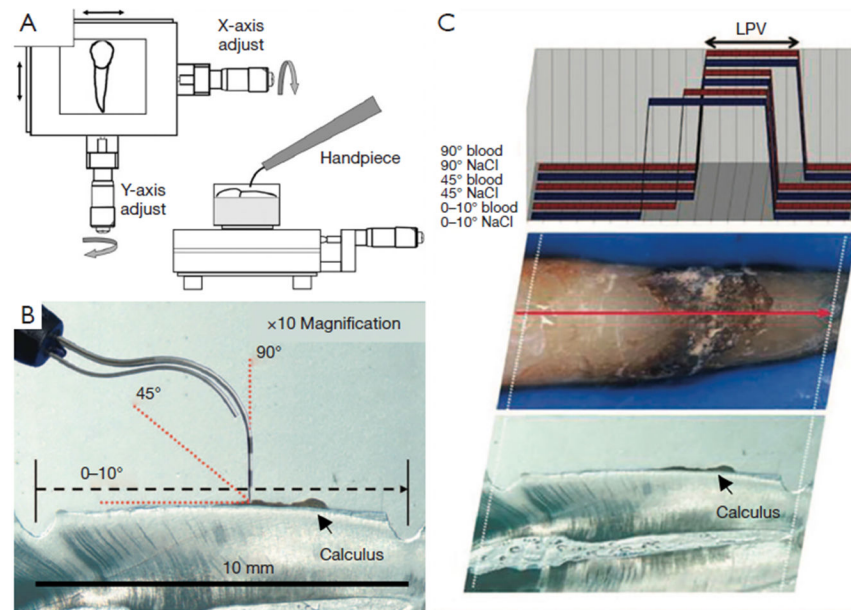 A
X-axis
adjust
Y-axis
adjust
Handpiece
B
×10 Magnification
90°
45°
0–10°
Calculus
10 mm
C
LPV
90° blood
90° NaCl
45° blood
45° NaCl
0–10° blood
0–10° NaCl
Calculus